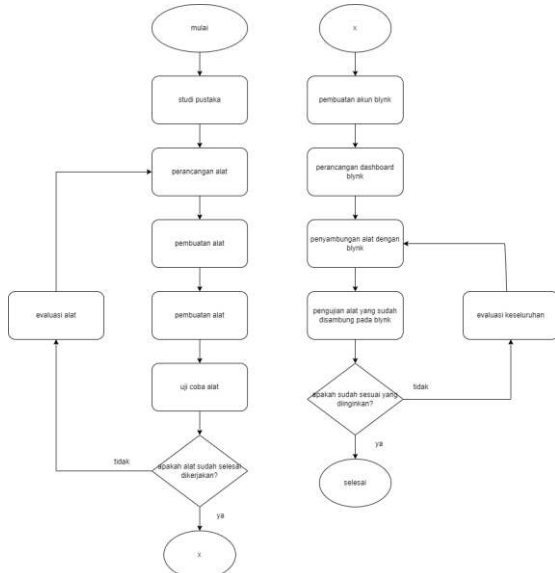 mulai
studi pustaka
perancangan alat
pembuatan alat
pembuatan alat
evaluasi alat
uji coba alat
apakah alat sudah selesai
dikerjakan?
tidak
ya
x
x
pembuatan akun blynk
perancangan dashboard
blynk
penyambungan alat dengan
blynk
pengujian alat yang sudah
disambung pada blynk
evaluasi keseluruhan
apakah sudah sesuai yang
diinginkan?
tidak
ya
selesai